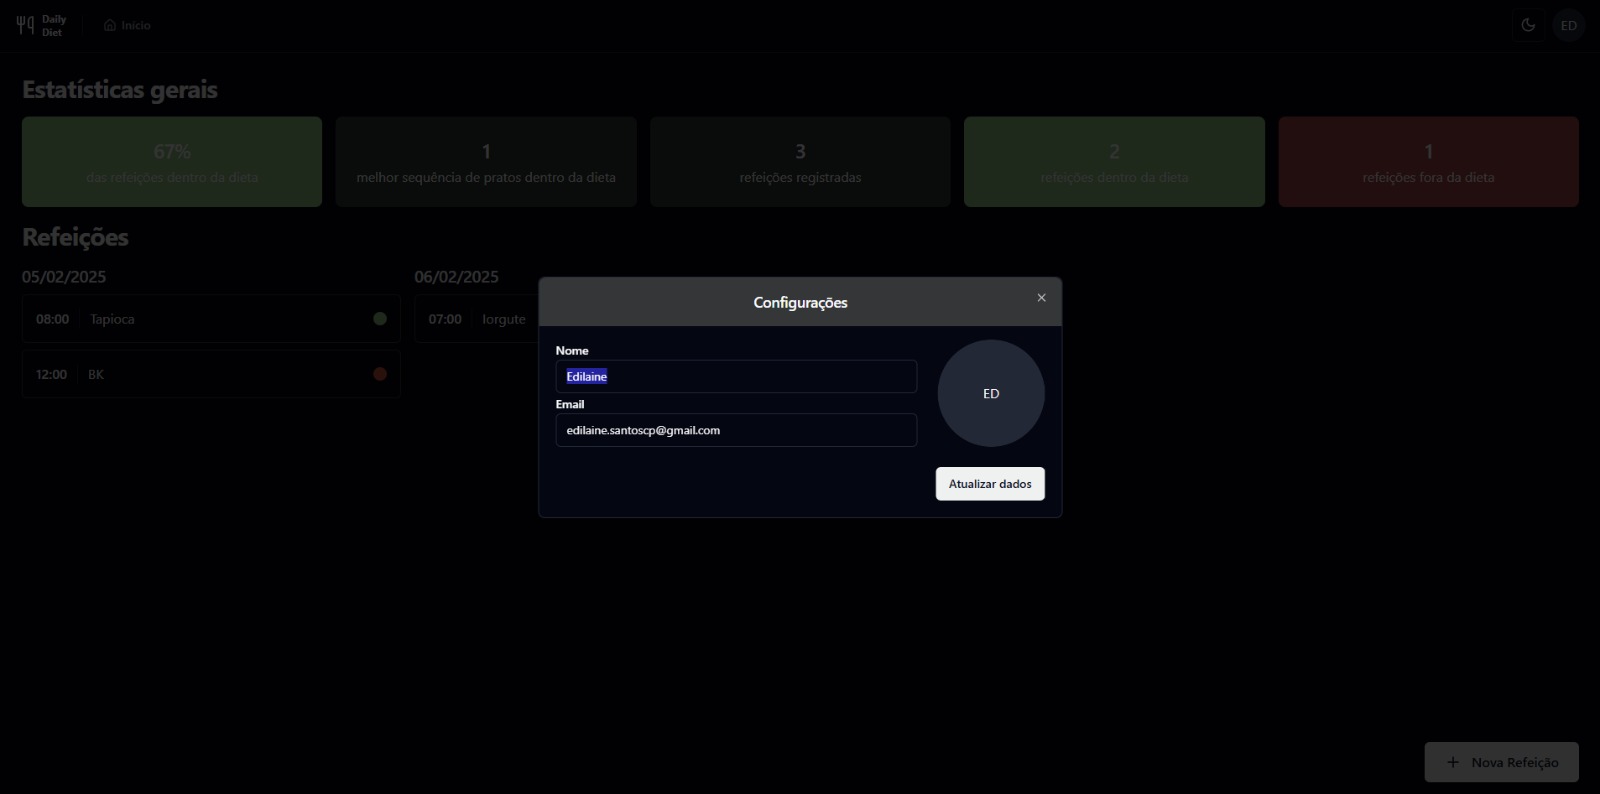 Daily
Diet
Início
ED
Estatísticas gerais
67%
das refeições dentro da dieta
1
melhor sequência de pratos dentro da dieta
3
refeições registradas
2
refeições dentro da dieta
1
refeições fora da dieta
Refeições
05/02/2025
08:00 Tapioca
12:00 BK
06/02/2025
07:00 Iorgute
Configurações
Nome
Edilaine
Email
edilaine.santoscp@gmail.com
ED
Atualizar dados
Nova Refeição